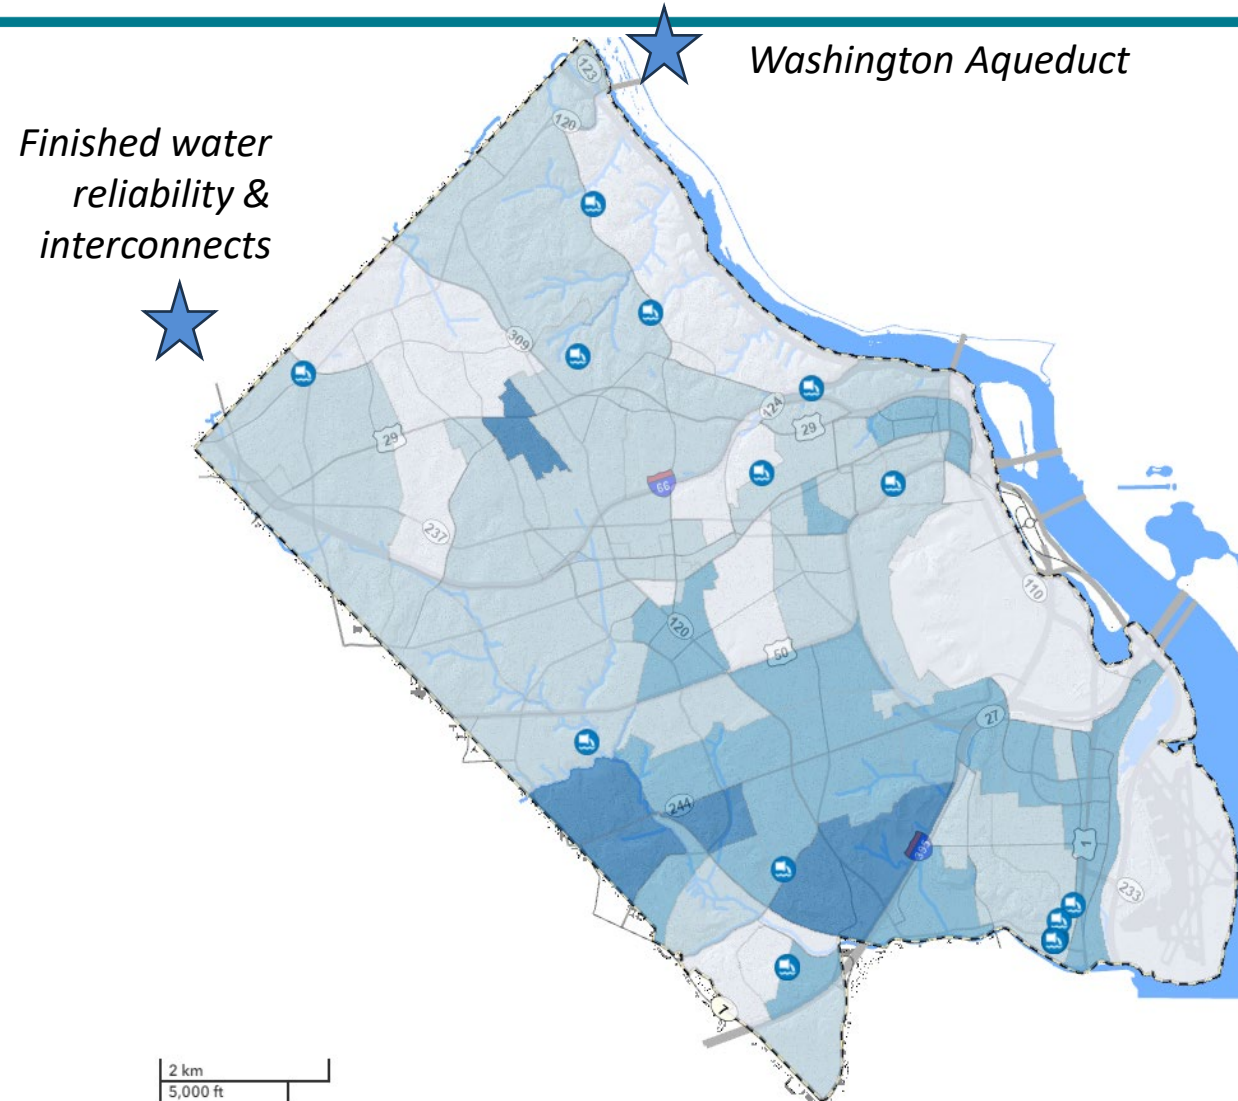 Washington Aqueduct
Finished water
reliability &
interconnects
123
120
309
29
124
29
66
237
110
120
50
27
244
395
1
233
7
2 km
5,000 ft